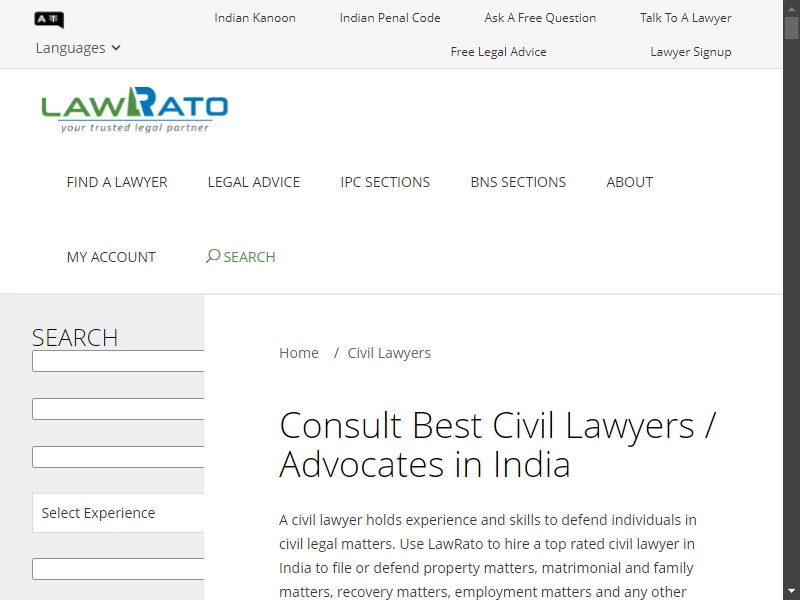 A
Indian Kanoon
Indian Penal Code
Ask A Free Question
Talk To A Lawyer
Languages
Free Legal Advice
Lawyer Signup
LAWRATO
your trusted legal partner
FIND A LAWYER
LEGAL ADVICE
IPC SECTIONS
BNS SECTIONS
ABOUT
MY ACCOUNT
SEARCH
SEARCH
Select Experience
Home / Civil Lawyers
Consult Best Civil Lawyers /
Advocates in India
A civil lawyer holds experience and skills to defend individuals in
civil legal matters. Use LawRato to hire a top rated civil lawyer in
India to file or defend property matters, matrimonial and family
matters, recovery matters, employment matters and any other